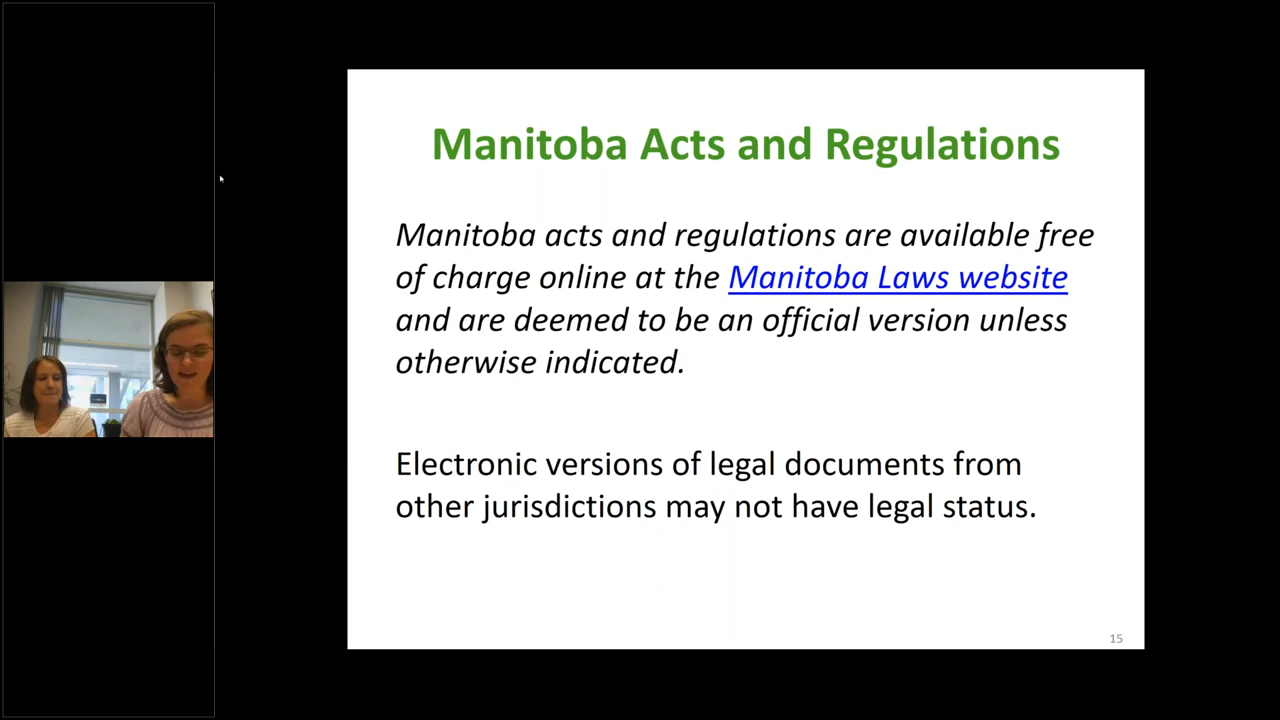 Manitoba Acts and Regulations
Manitoba acts and regulations are available free
of charge online at the Manitoba Laws website
and are deemed to be an official version unless
otherwise indicated.
Electronic versions of legal documents from
other jurisdictions may not have legal status.
15